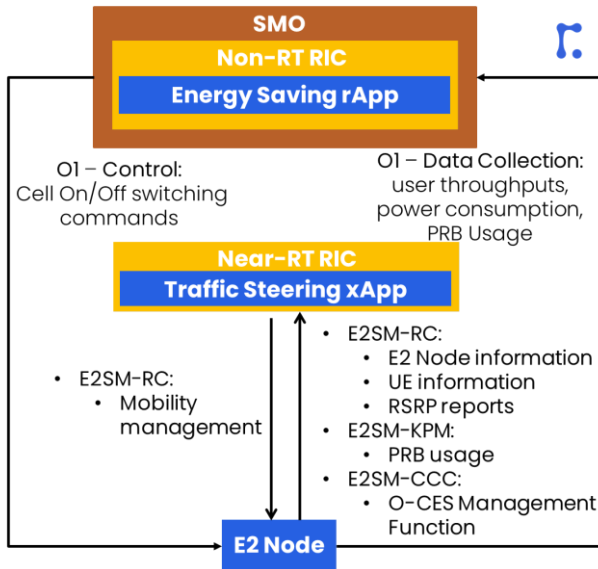 SMO
Non-RT RIC
Energy Saving rApp
O1 – Control:
Cell On/Off switching
commands
O1 – Data Collection:
user throughputs,
power consumption,
PRB Usage
Near-RT RIC
Traffic Steering xApp
• E2SM-RC:
• Mobility
management
• E2SM-RC:
• E2 Node information
• UE information
• RSRP reports
• E2SM-KPM:
• PRB usage
• E2SM-CCC:
• O-CES Management
Function
E2 Node